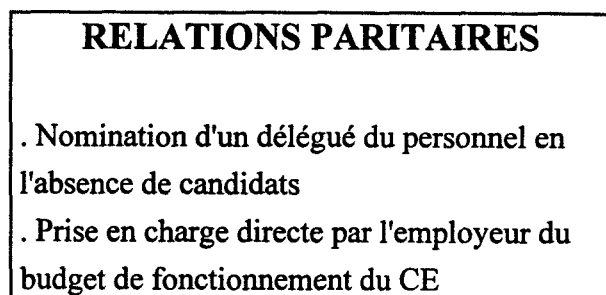 RELATIONS PARITAIRES
. Nomination d'un délégué du personnel en
l'absence de candidats
. Prise en charge directe par l'employeur du
budget de fonctionnement du CE